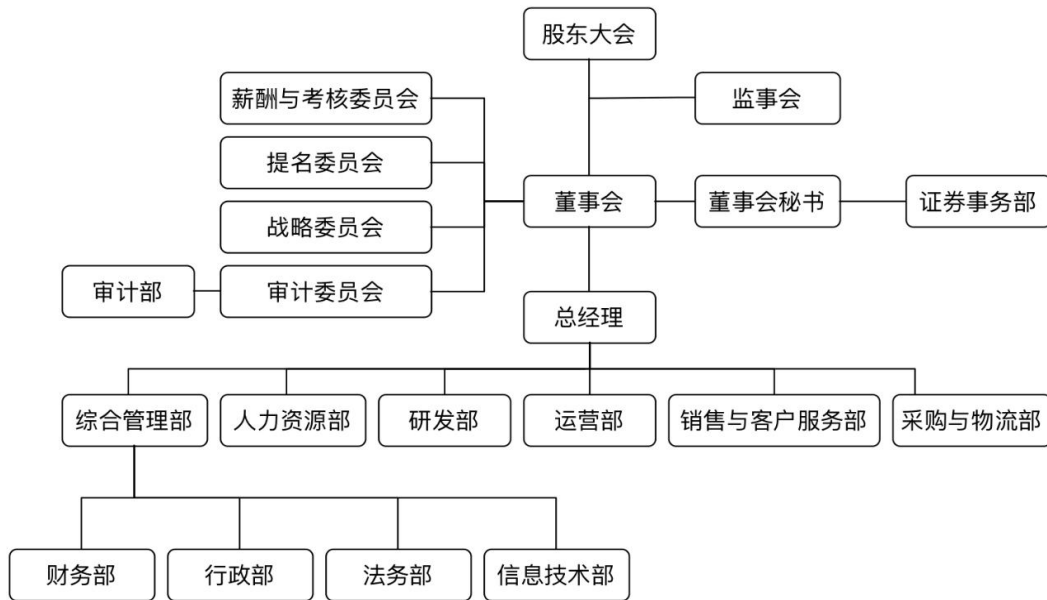 股东大会
薪酬与考核委员会
监事会
提名委员会
董事会
董事会秘书
证券事务部
战略委员会
审计部
审计委员会
总经理
综合管理部
人力资源部
研发部
运营部
销售与客户服务部
采购与物流部
财务部
行政部
法务部
信息技术部